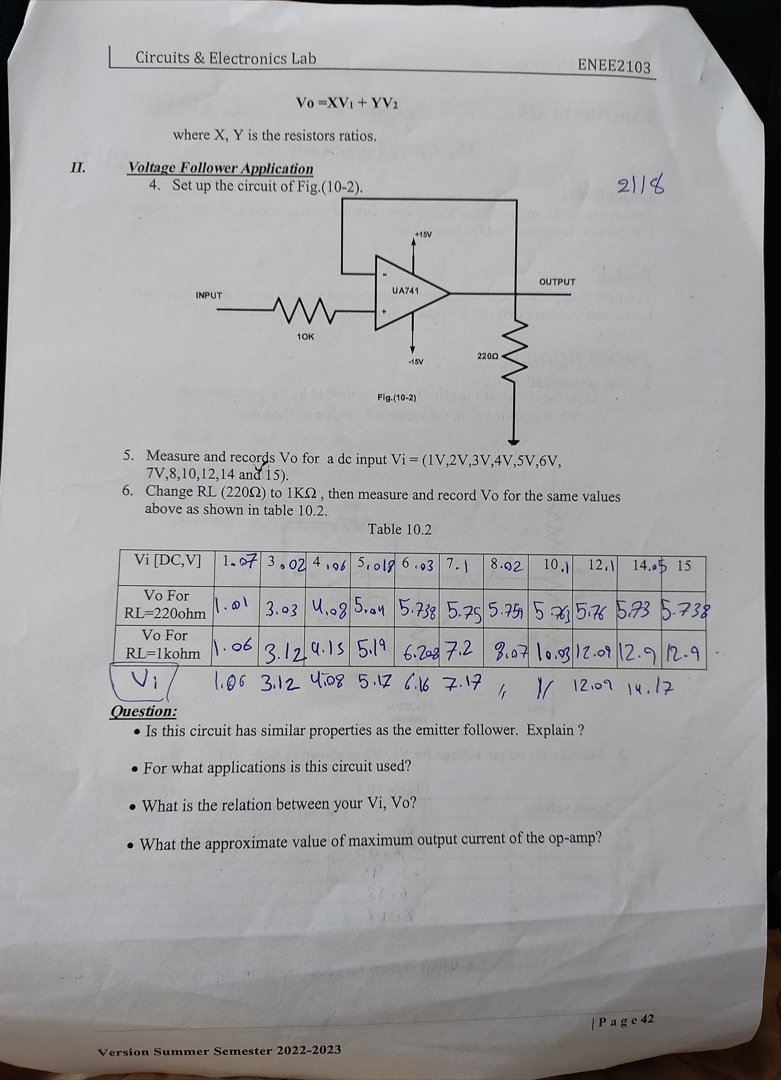 Circuits & Electronics Lab
ENEE2103
Vo =XV₁ + YV₂
where X, Y is the resistors ratios.
II. Voltage Follower Application
4. Set up the circuit of Fig.(10-2).
21/8
+15V
-
UA741
OUTPUT
INPUT
+
10K
-15V
220Ω
Fig.(10-2)
5. Measure and records Vo for a dc input Vi = (1V,2V,3V,4V,5V,6V,
7V,8,10,12,14 and 15).
6. Change RL (220Ω) to 1KΩ , then measure and record Vo for the same values
above as shown in table 10.2.
Table 10.2
Vi [DC,V] 1.07 3.02 4.06 5.018 6.03 7.1 8.02 10.1 12.1 14.05 15
Vo For
RL=220ohm 1.01 3.03 4.08 5.04 5.738 5.75 5.759 5.763 5.76 5.73 5.738
Vo For
RL=1kohm 1.06 3.12 4.15 5.19 6.208 7.2 8.07 10.03 12.09 12.9 12.9
Vi 1.06 3.12 4.08 5.17 6.16 7.17 12.09 14.17
Question:
• Is this circuit has similar properties as the emitter follower. Explain ?
• For what applications is this circuit used?
• What is the relation between your Vi, Vo?
• What the approximate value of maximum output current of the op-amp?
| P a g e 42
Version Summer Semester 2022-2023